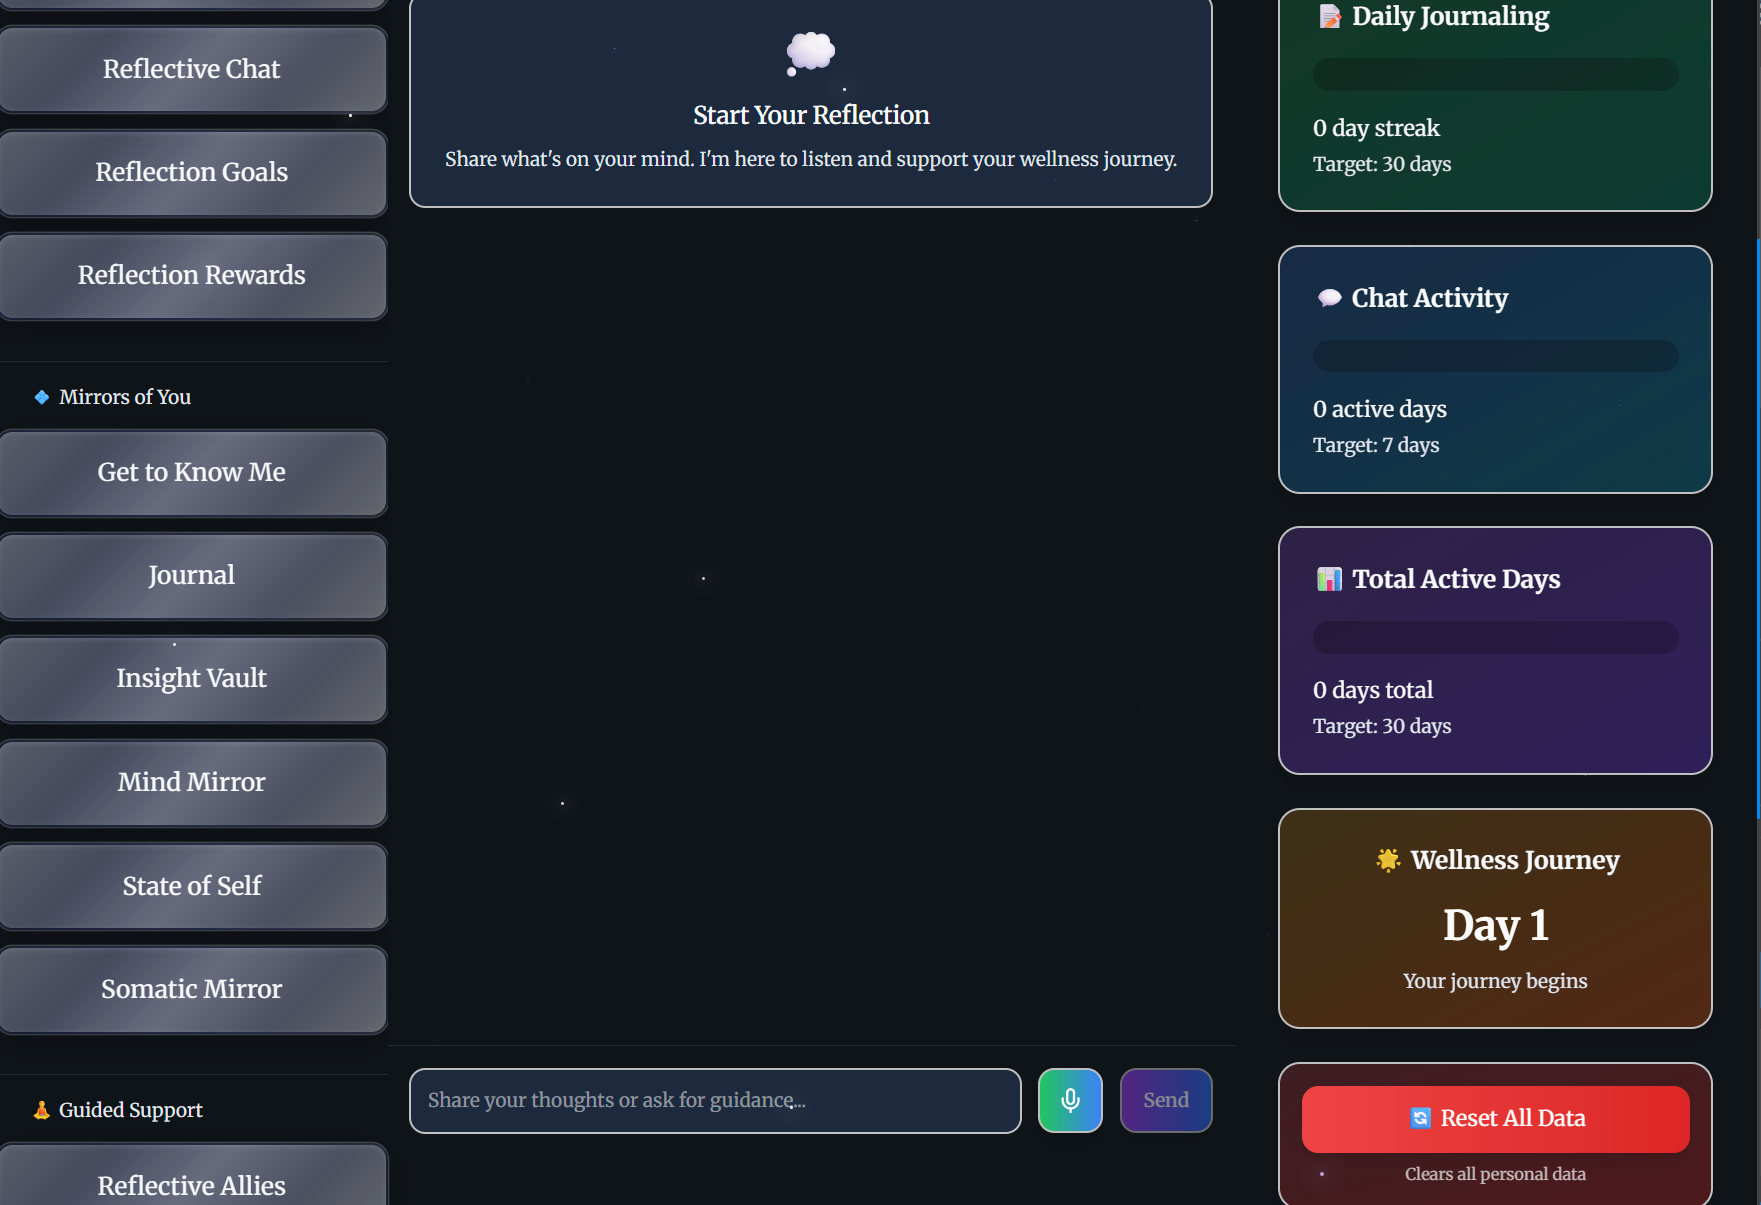 Reflective Chat
Reflection Goals
Reflection Rewards
Mirrors of You
Get to Know Me
Journal
Insight Vault
Mind Mirror
State of Self
Somatic Mirror
Guided Support
Reflective Allies
Start Your Reflection
Share what's on your mind. I'm here to listen and support your wellness journey.
Share your thoughts or ask for guidance...
Send
Daily Journaling
0 day streak
Target: 30 days
Chat Activity
0 active days
Target: 7 days
Total Active Days
0 days total
Target: 30 days
Wellness Journey
Day 1
Your journey begins
Reset All Data
Clears all personal data